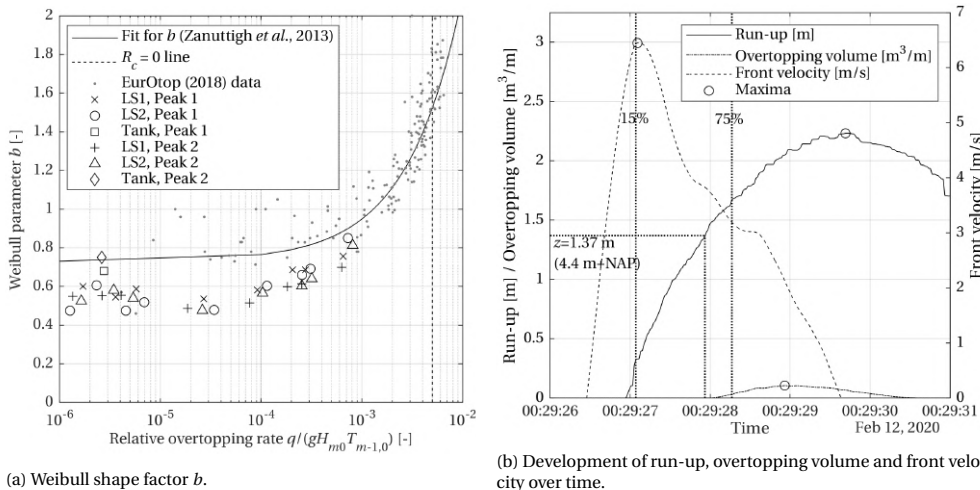 2
1.8
1.6
1.4
1.2
1
0.8
0.6
0.4
0.2
0
Weibull parameter b [-]
Fit for b (Zanuttigh et al., 2013)
R_c = 0 line
EurOtop (2018) data
LS1, Peak 1
LS2, Peak 1
Tank, Peak 1
LS1, Peak 2
LS2, Peak 2
Tank, Peak 2
10^-6 10^-5 10^-4 10^-3 10^-2
Relative overtopping rate q/(gH_m0T_m-1,0) [-]
(a) Weibull shape factor b.
3
2.5
2
1.5
1
0.5
0
Run-up [m] / Overtopping volume [m^3/m]
Run-up [m]
Overtopping volume [m^3/m]
Front velocity [m/s]
Maxima
15%
75%
z=1.37 m
(4.4 m+NAP)
7
6
5
4
3
2
1
0
Front velocity [m/s]
00:29:26 00:29:27 00:29:28 00:29:29 00:29:30 00:29:31
Time
Feb 12, 2020
(b) Development of run-up, overtopping volume and front velo
city over time.